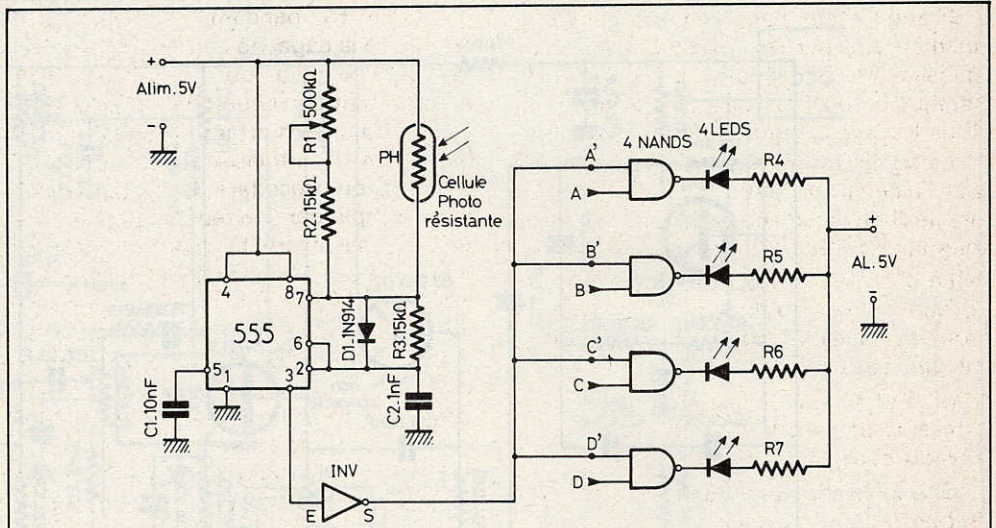 +
Alim. 5V
-
R1 500kΩ
R2.15kΩ
PH
Cellule
Photo
résistante
4
8
7
555
6
5
2
1
3
D1.1N914
R3.15kΩ
C1.10nF
C2.1nF
INV
E
S
4 NANDS
4 LEDS
A'
A
R4
B'
B
R5
C'
C
R6
D'
D
R7
+
AL. 5V
-